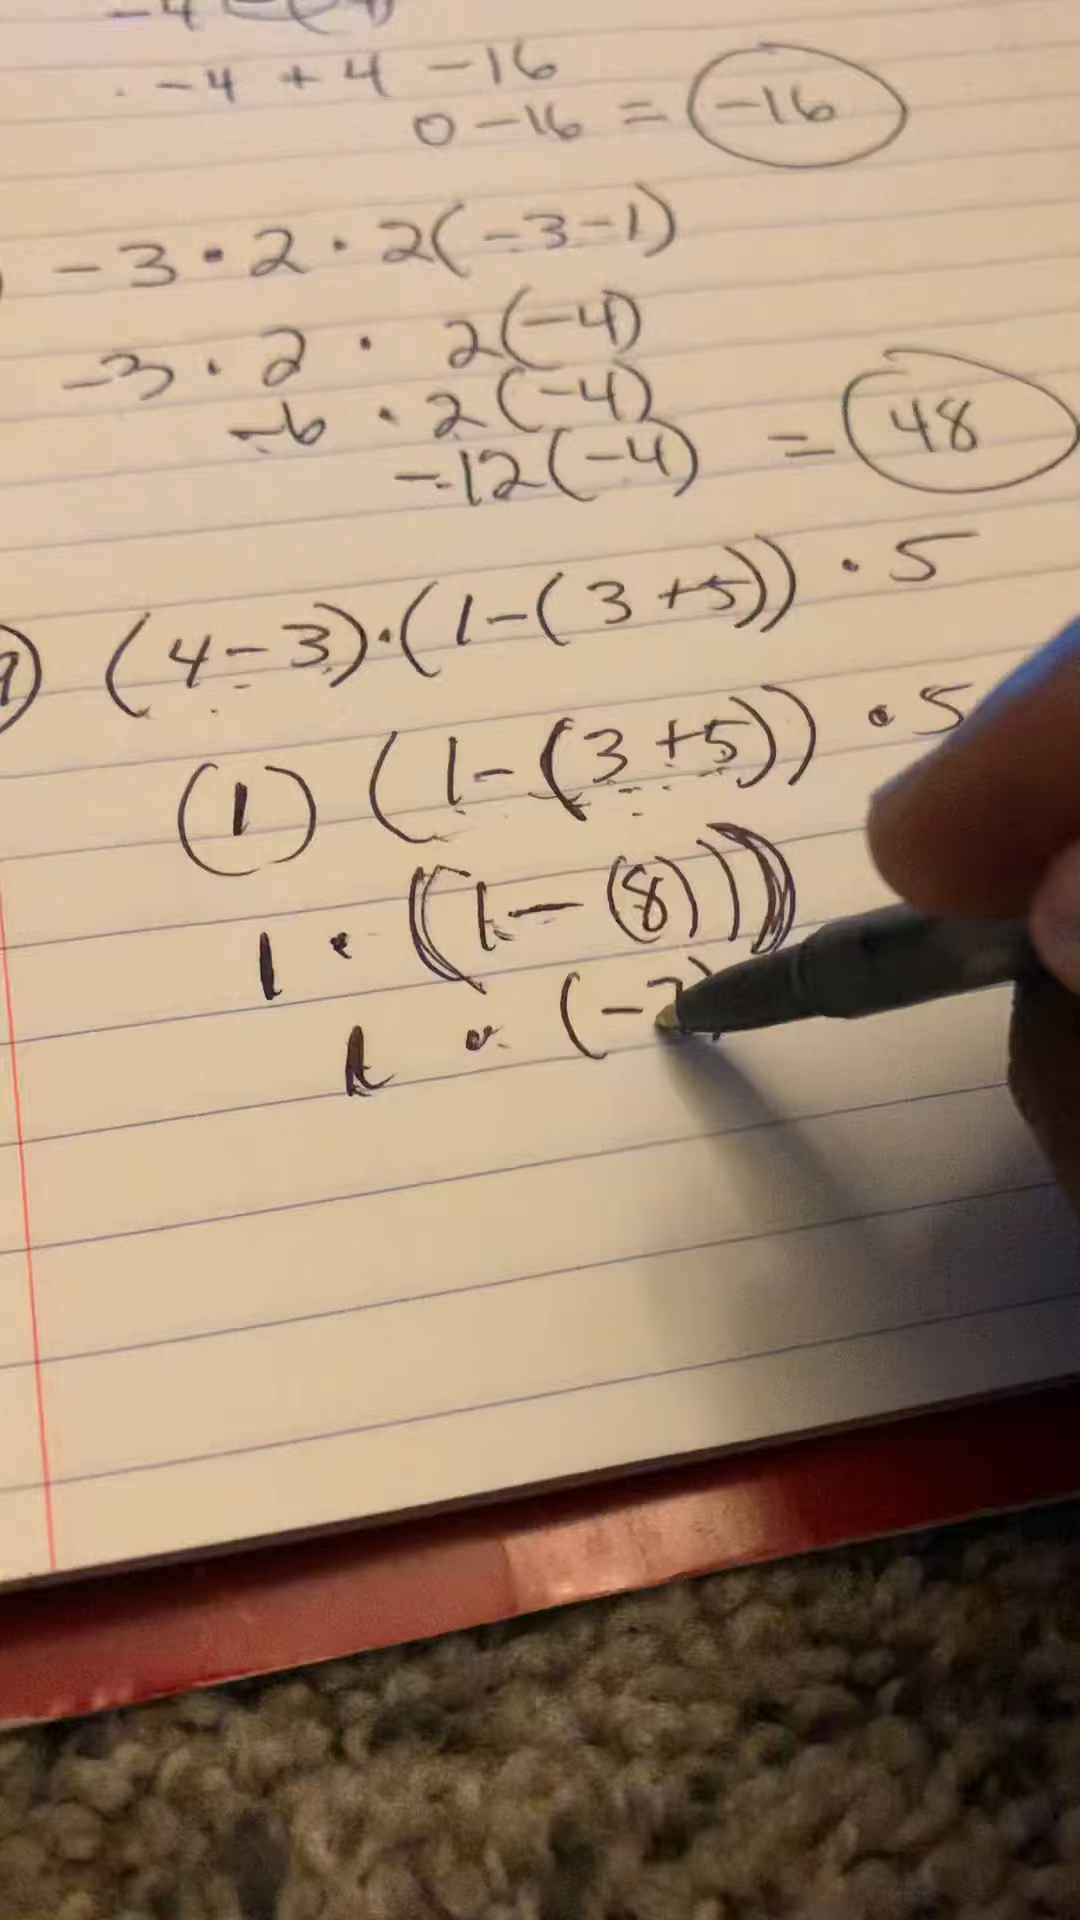 -4 + 4 - 16
0 - 16 = -16
-3 · 2 · 2(-3-1)
-3 · 2 · 2(-4)
-6 · 2(-4)
-12(-4) = 48
(4-3)·(1-(3+5)) · 5
(1) (1-(3+5)) · 5
1 · ((1-(8)))
1 · (-7)